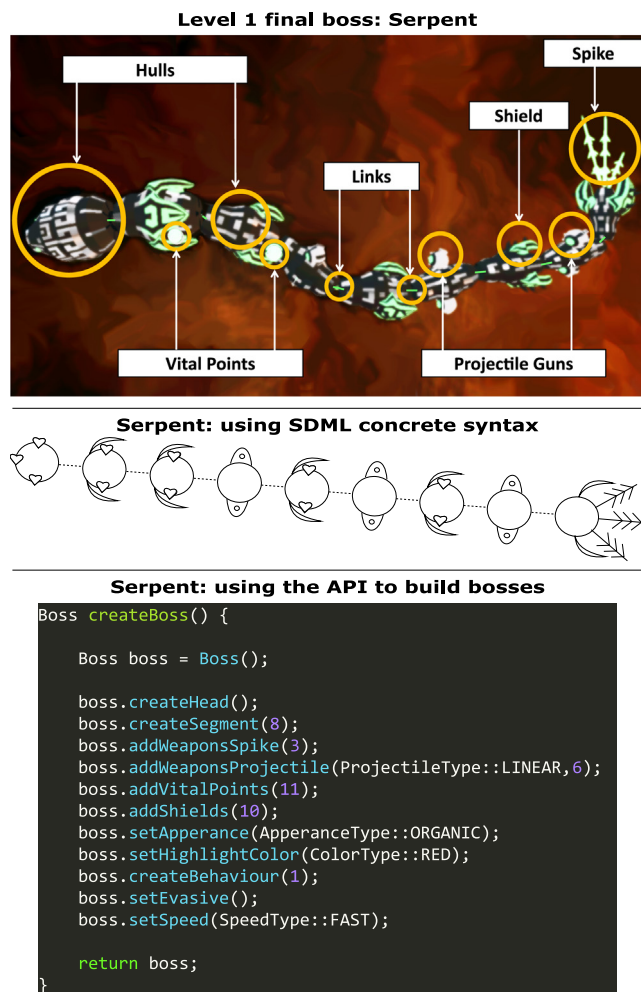 Level 1 final boss: Serpent
Spike
Hulls
Shield
Links
Vital Points
Projectile Guns
Serpent: using SDML concrete syntax
Serpent: using the API to build bosses
Boss createBoss() {
Boss boss = Boss();
boss.createHead();
boss.createSegment(8);
boss.addWeaponsSpike(3);
boss.addWeaponsProjectile(ProjectileType::LINEAR,6);
boss.addVitalPoints(11);
boss.addShields(10);
boss.setApperance(ApperanceType::ORGANIC);
boss.setHighlightColor(ColorType::RED);
boss.createBehaviour(1);
boss.setEvasive();
boss.setSpeed(SpeedType::FAST);
return boss;
}